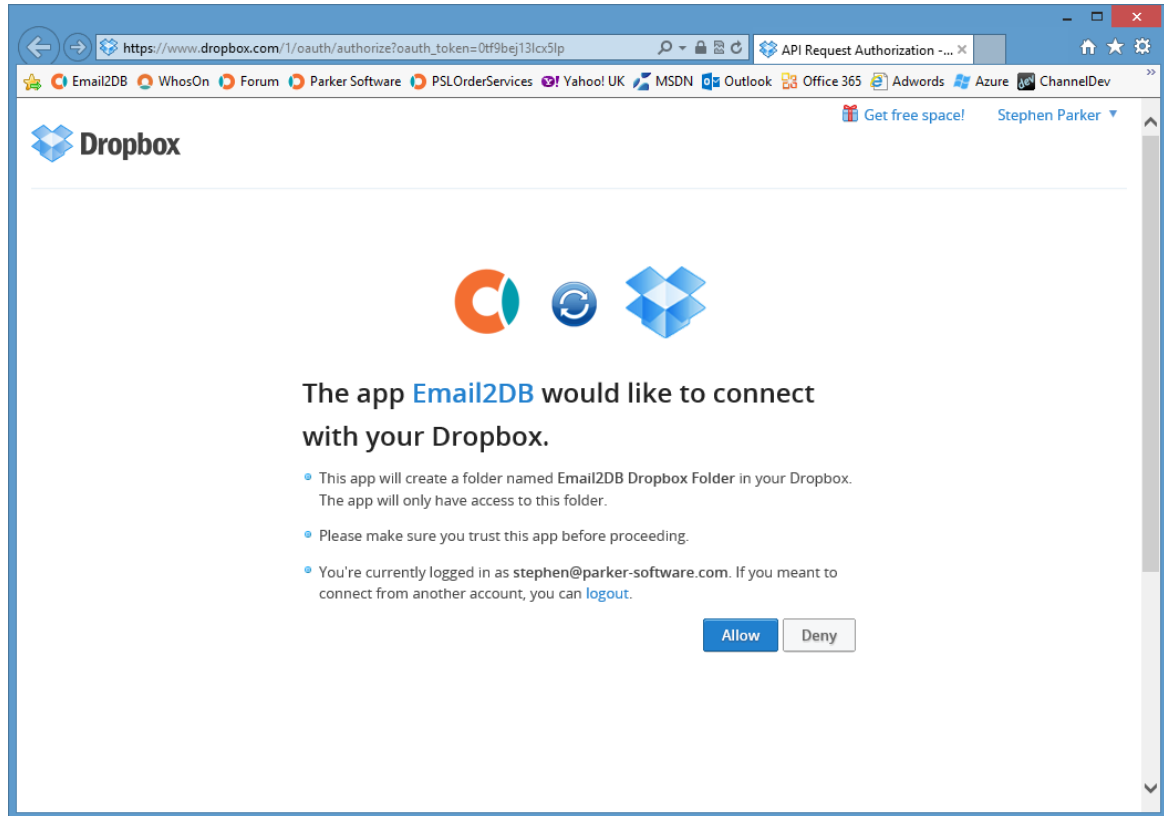 https://www.dropbox.com/1/oauth/authorize?oauth_token=0tf9bej13lcx5lp
API Request Authorization -...
Email2DB WhosOn Forum Parker Software PSLOrderServices Yahoo! UK MSDN Outlook Office 365 Adwords Azure ChannelDev
Get free space! Stephen Parker
Dropbox
The app Email2DB would like to connect
with your Dropbox.
This app will create a folder named Email2DB Dropbox Folder in your Dropbox.
The app will only have access to this folder.
Please make sure you trust this app before proceeding.
You're currently logged in as stephen@parker-software.com. If you meant to
connect from another account, you can logout.
Allow Deny